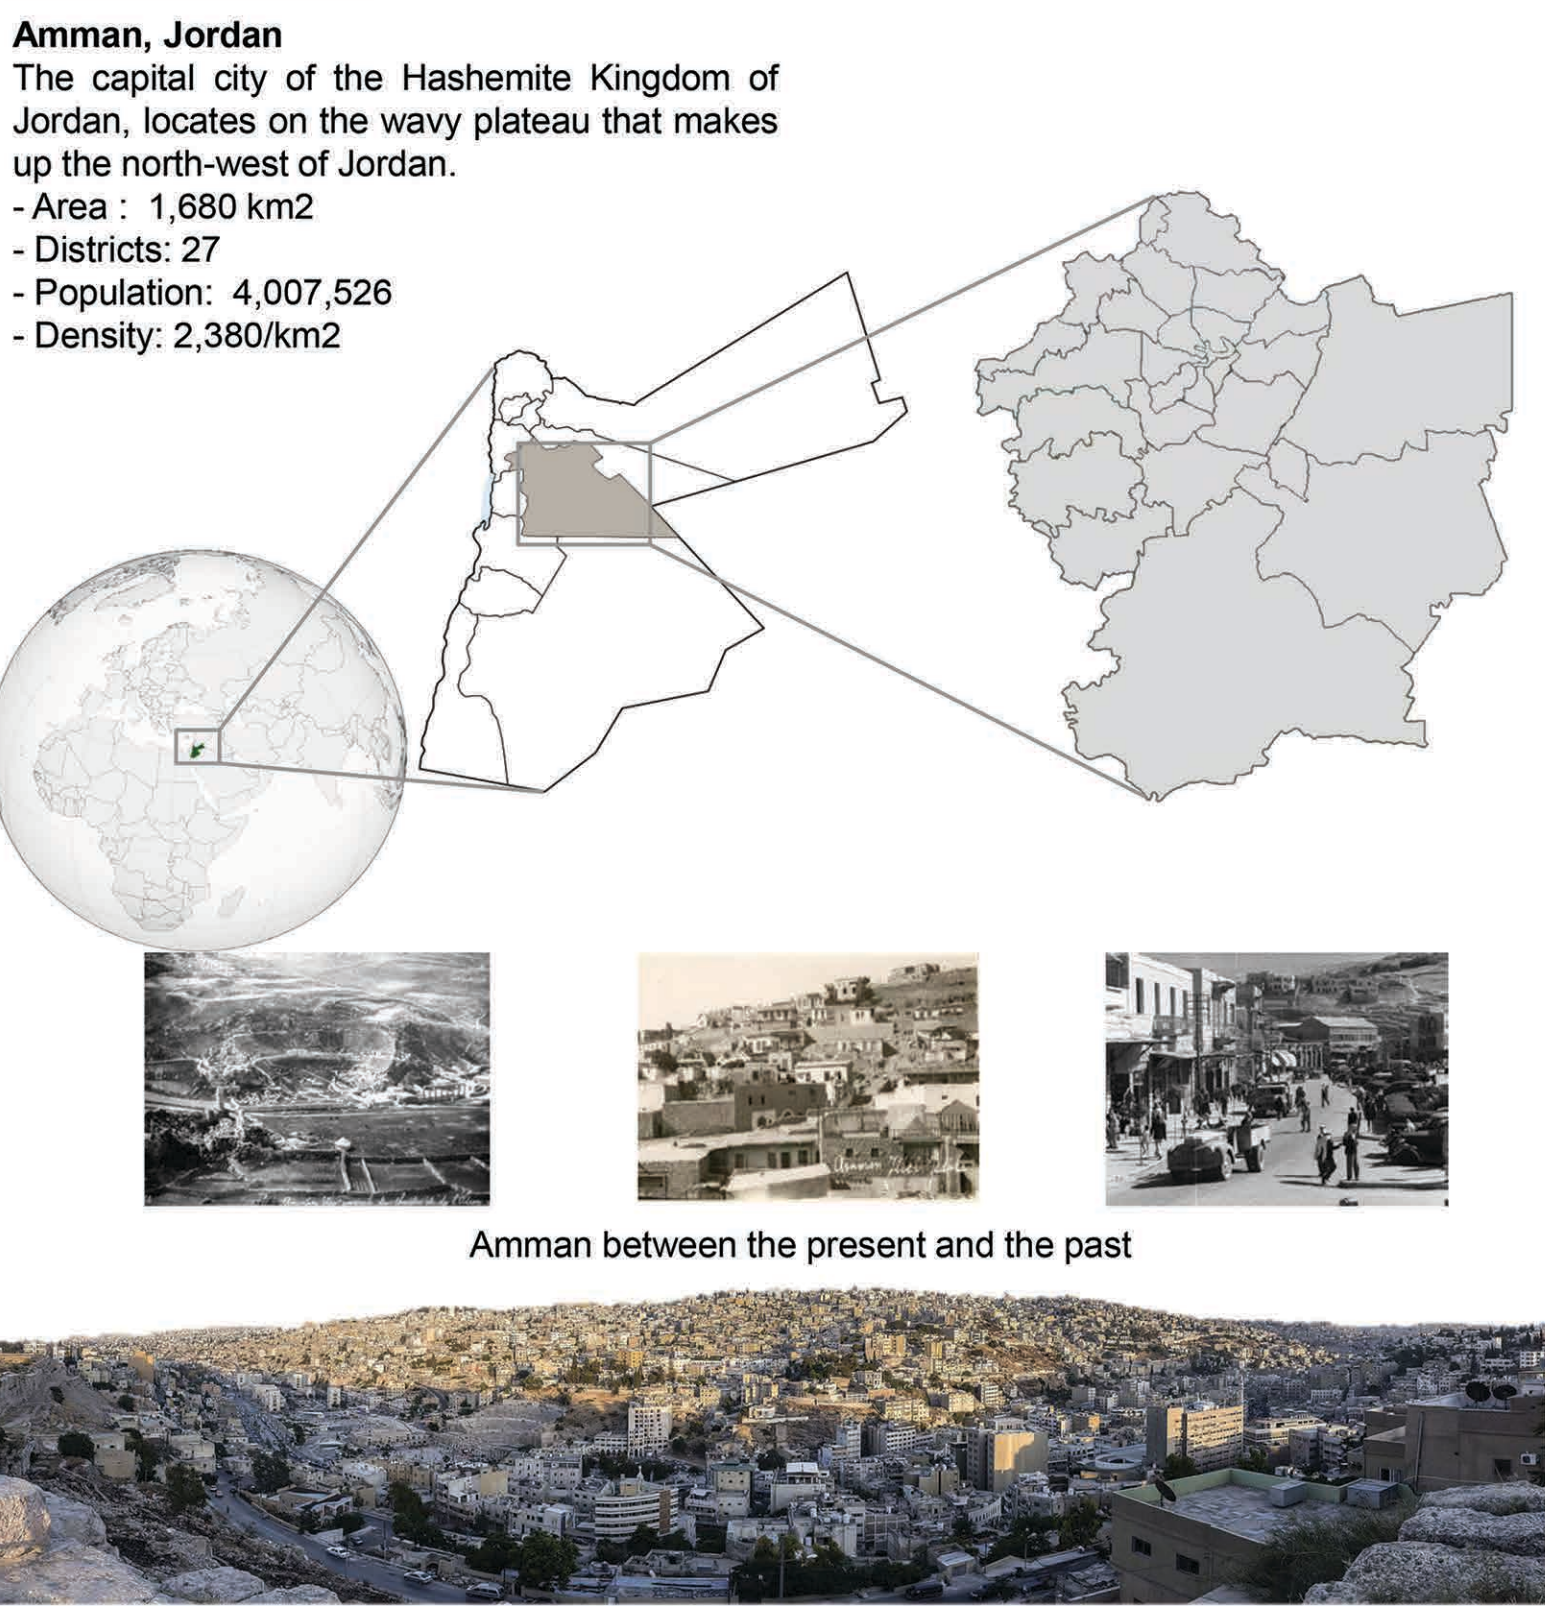 Amman, Jordan
The capital city of the Hashemite Kingdom of
Jordan, locates on the wavy plateau that makes
up the north-west of Jordan.
- Area :  1,680 km2
- Districts: 27
- Population:  4,007,526
- Density: 2,380/km2
Amman
Amman between the present and the past